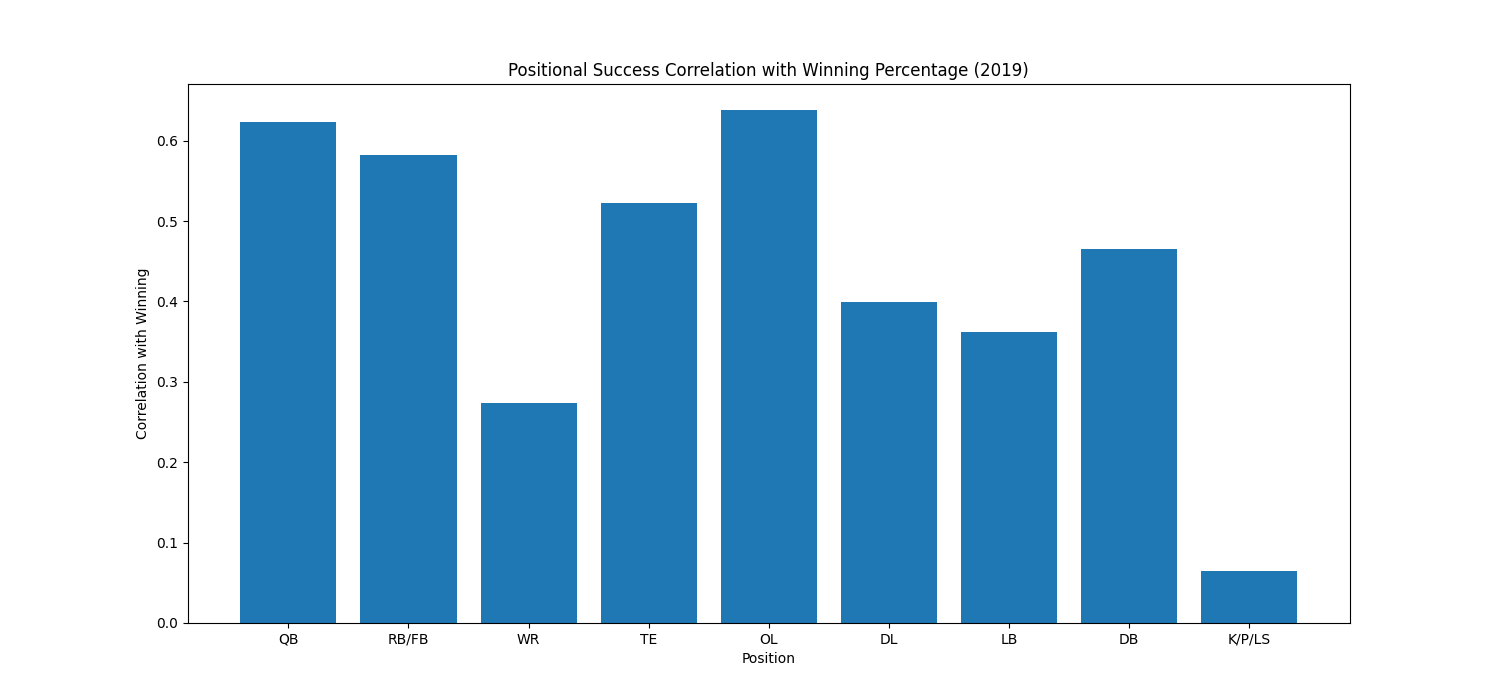 Positional Success Correlation with Winning Percentage (2019)
Correlation with Winning
0.6
0.5
0.4
0.3
0.2
0.1
0.0
QB RB/FB WR TE OL DL LB DB K/P/LS
Position